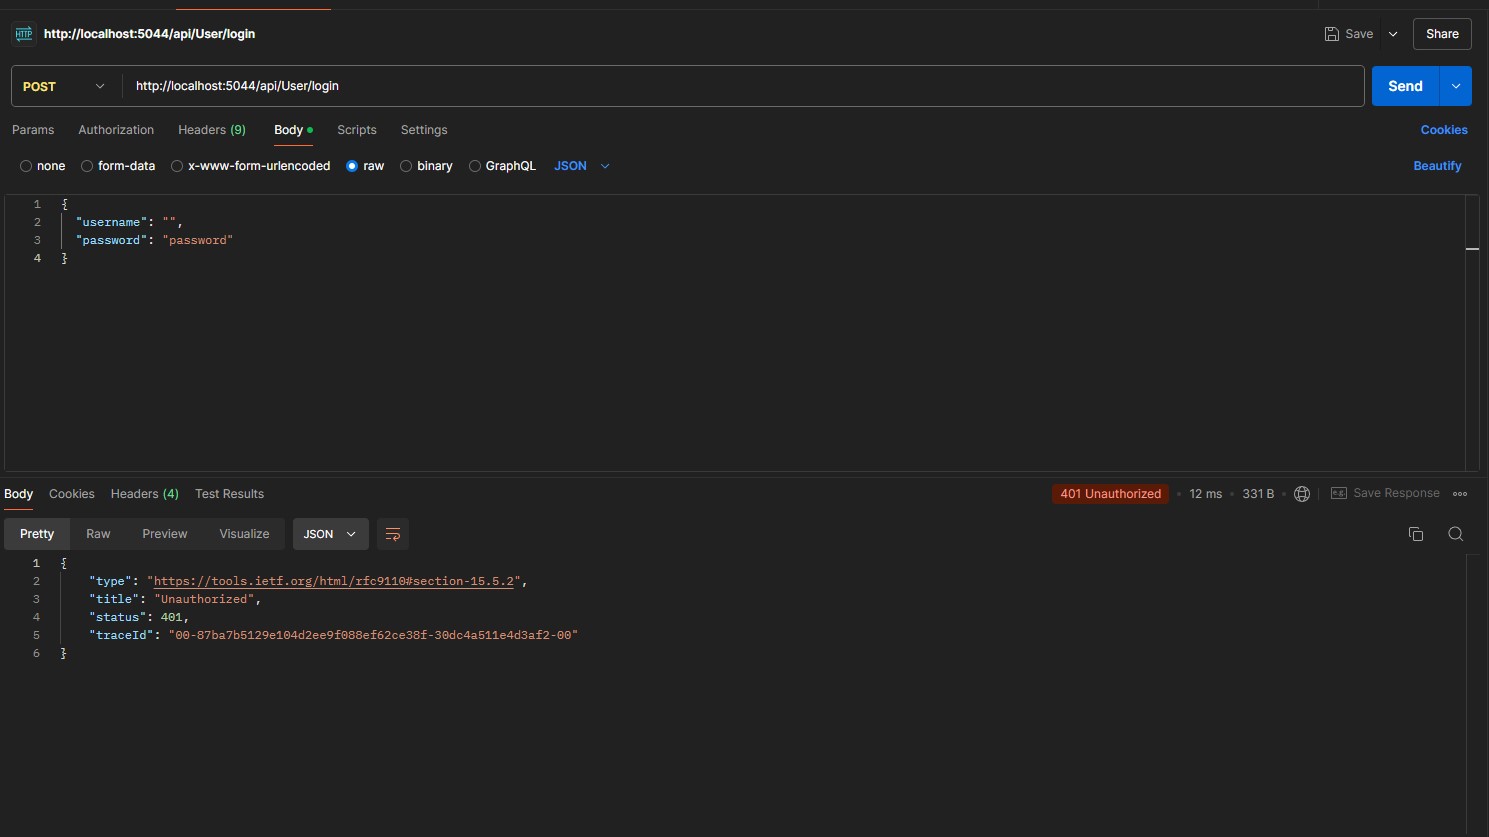 HTTP http://localhost:5044/api/User/login Save Share
POST http://localhost:5044/api/User/login Send
Params Authorization Headers (9) Body Scripts Settings Cookies
none form-data x-www-form-urlencoded raw binary GraphQL JSON Beautify
1 {
2 "username": "",
3 "password": "password"
4 }
Body Cookies Headers (4) Test Results 401 Unauthorized 12 ms 331 B e.g. Save Response
Pretty Raw Preview Visualize JSON
1 {
2 "type": "https://tools.ietf.org/html/rfc9110#section-15.5.2",
3 "title": "Unauthorized",
4 "status": 401,
5 "traceId": "00-87ba7b5129e104d2ee9f088ef62ce38f-30dc4a511e4d3af2-00"
6 }